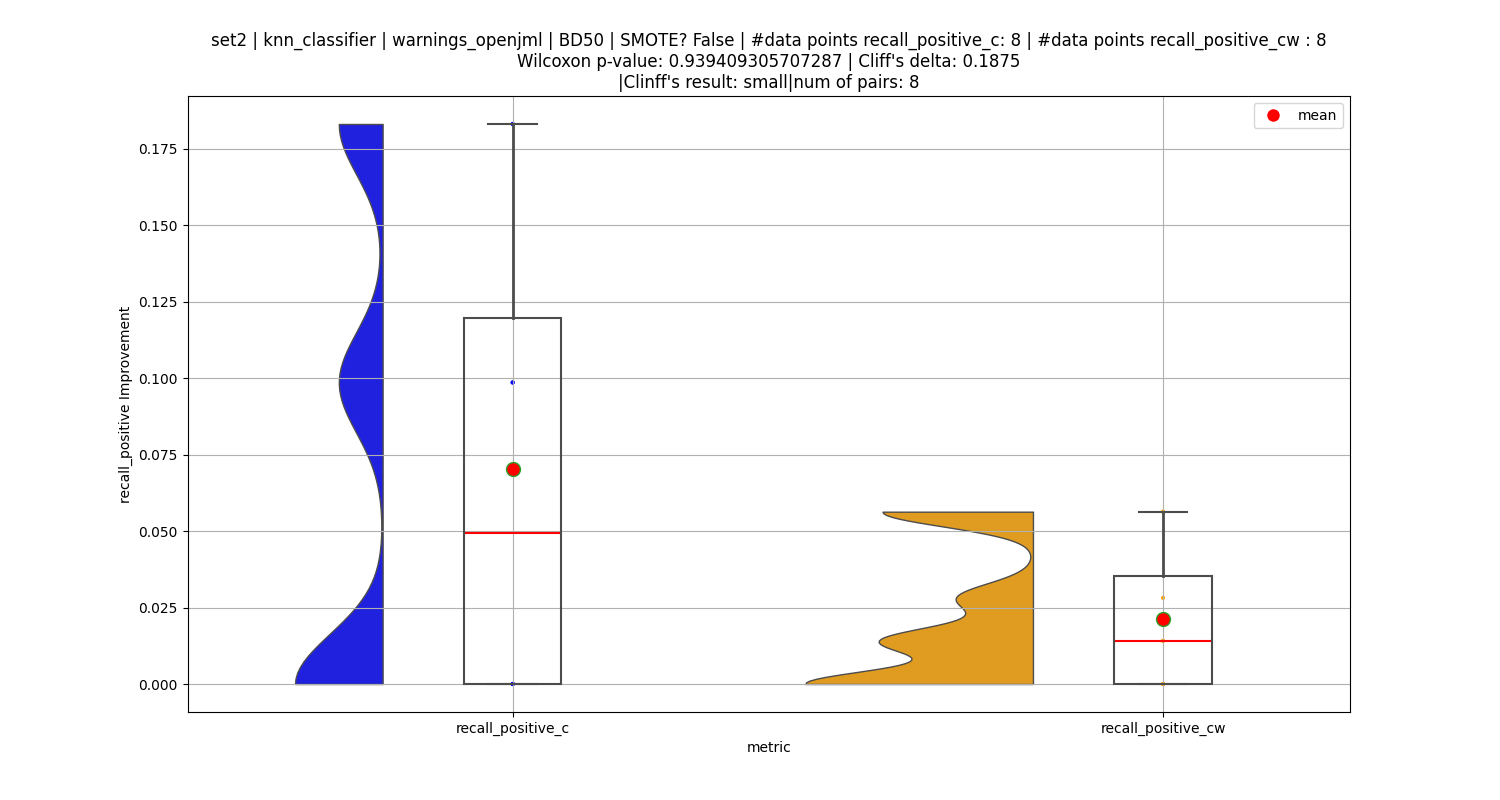 set2 | knn_classifier | warnings_openjml | BD50 | SMOTE? False | #data points recall_positive_c: 8 | #data points recall_positive_cw : 8
Wilcoxon p-value: 0.939409305707287 | Cliff's delta: 0.1875
|Clinff's result: small|num of pairs: 8
mean
0.175
0.150
0.125
0.100
0.075
0.050
0.025
0.000
recall_positive Improvement
recall_positive_c
recall_positive_cw
metric